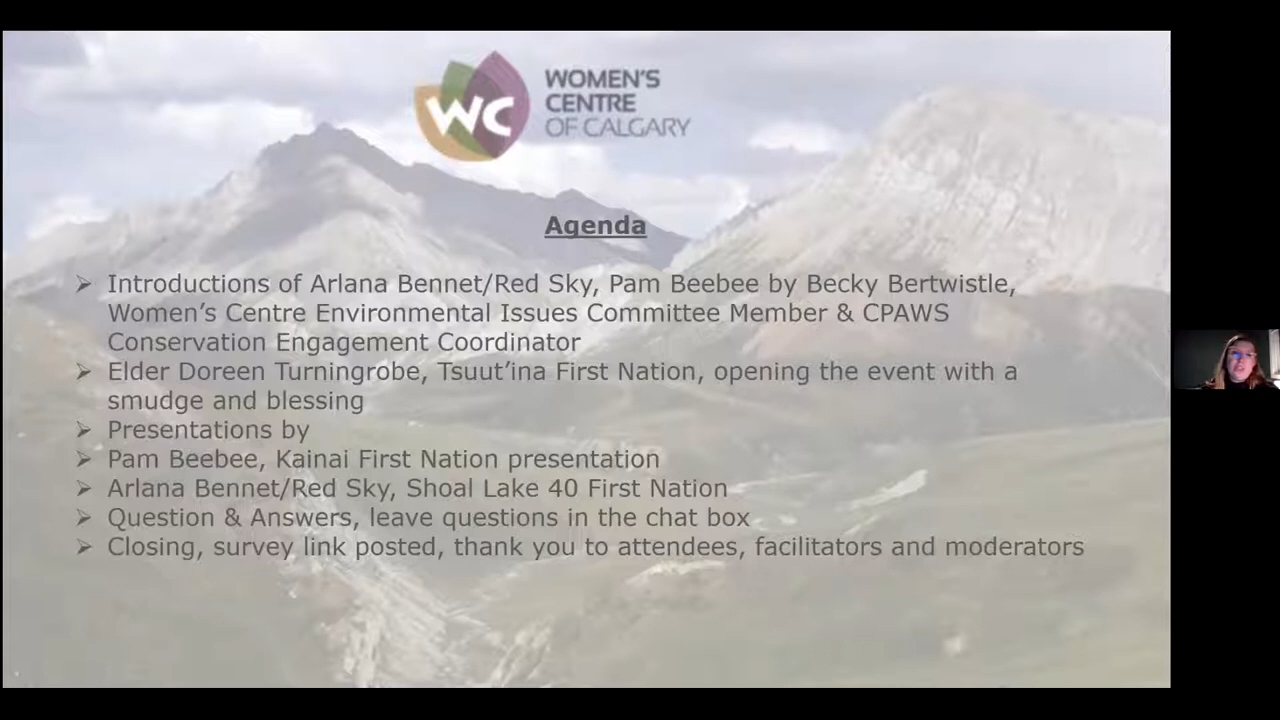 WC
WOMEN'S
CENTRE
OF CALGARY
Agenda
➢ Introductions of Arlana Bennet/Red Sky, Pam Beebee by Becky Bertwistle,
Women's Centre Environmental Issues Committee Member & CPAWS
Conservation Engagement Coordinator
➢ Elder Doreen Turningrobe, Tsuut'ina First Nation, opening the event with a
smudge and blessing
➢ Presentations by
➢ Pam Beebee, Kainai First Nation presentation
➢ Arlana Bennet/Red Sky, Shoal Lake 40 First Nation
➢ Question & Answers, leave questions in the chat box
➢ Closing, survey link posted, thank you to attendees, facilitators and moderators